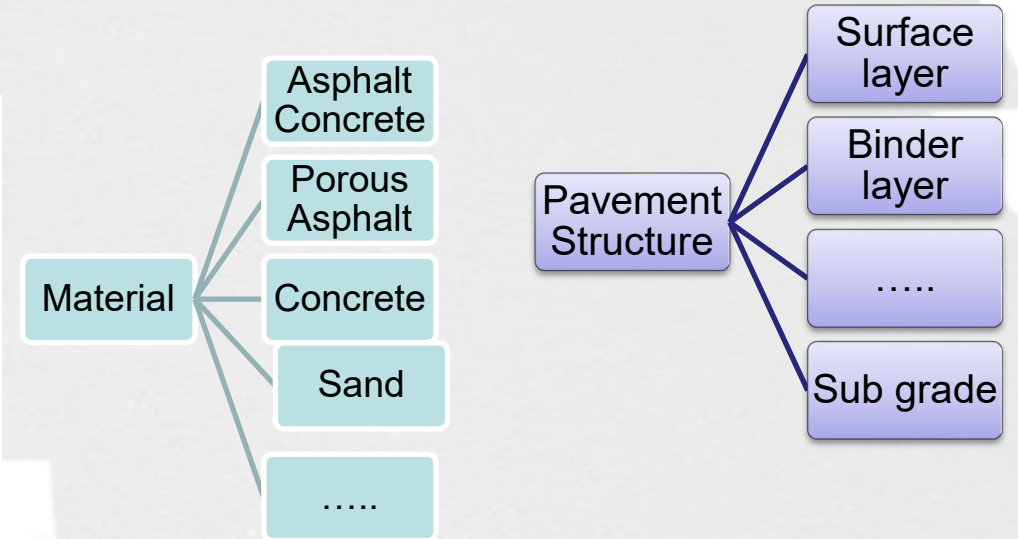 Material
Asphalt
Concrete
Porous
Asphalt
Concrete
Sand
…..
Pavement
Structure
Surface
layer
Binder
layer
…..
Sub grade